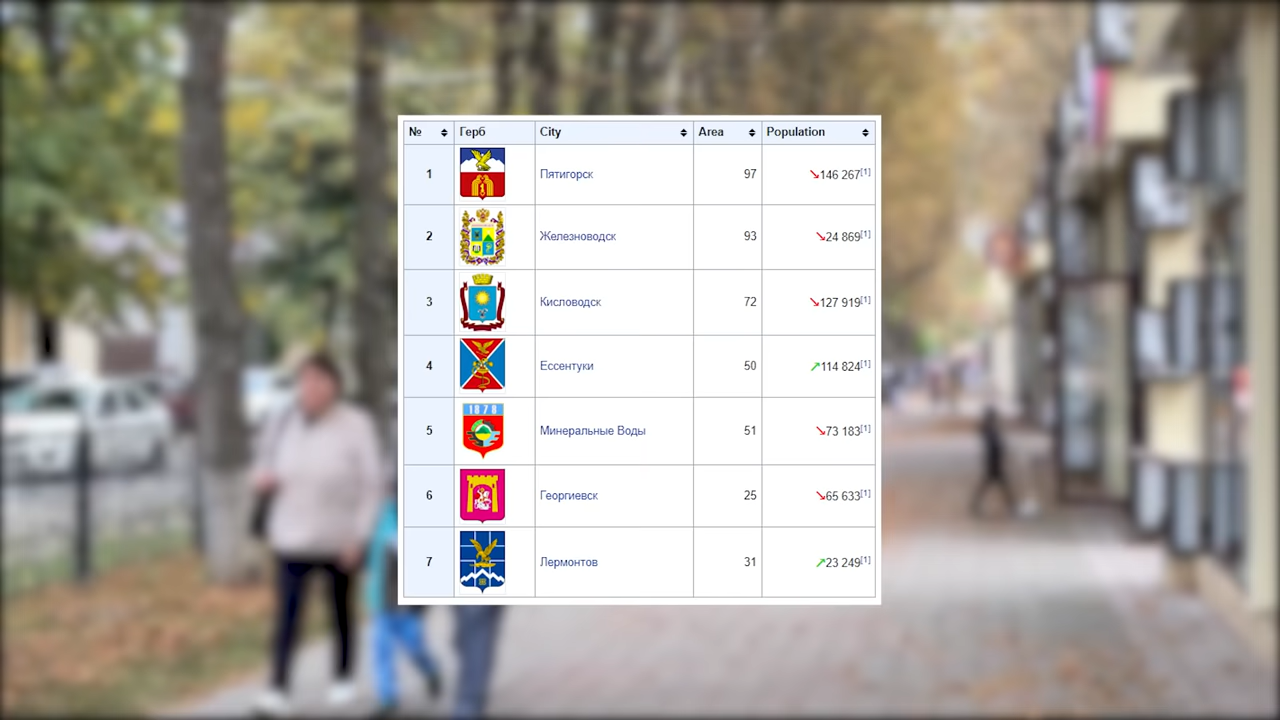 № Герб City Area Population
1 Пятигорск 97 ↘146 267[1]
2 Железноводск 93 ↘24 869[1]
3 Кисловодск 72 ↘127 919[1]
4 Ессентуки 50 ↗114 824[1]
1878
5 Минеральные Воды 51 ↘73 183[1]
6 Георгиевск 25 ↘65 633[1]
7 Лермонтов 31 ↗23 249[1]